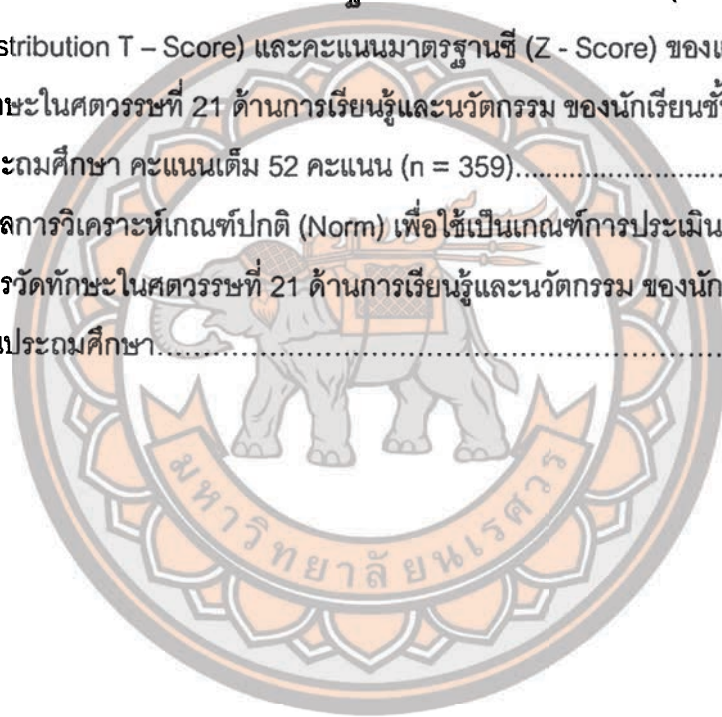 stribution T – Score) และคะแนนมาตรฐานซี (Z - Score) ของแ
ักษะในศตวรรษที่ 21 ด้านการเรียนรู้และนวัตกรรม ของนักเรียนชั้
ะถมศึกษา คะแนนเต็ม 52 คะแนน (n = 359)
ลการวิเคราะห์เกณฑ์ปกติ (Norm) เพื่อใช้เป็นเกณฑ์การประเมิน
รวัดทักษะในศตวรรษที่ 21 ด้านการเรียนรู้และนวัตกรรม ของนัก
นประถมศึกษา
มหาวิทยาลัยนเรศวร